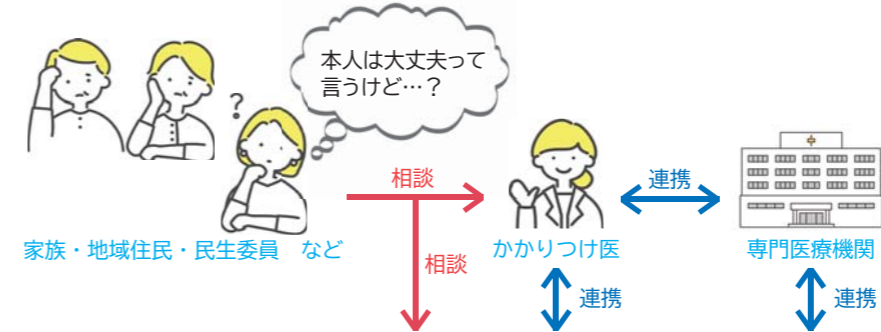 本人は大丈夫って
言うけど…?
?
相談
連携
家族・地域住民・民生委員　など
かかりつけ医
専門医療機関
相談
連携
連携